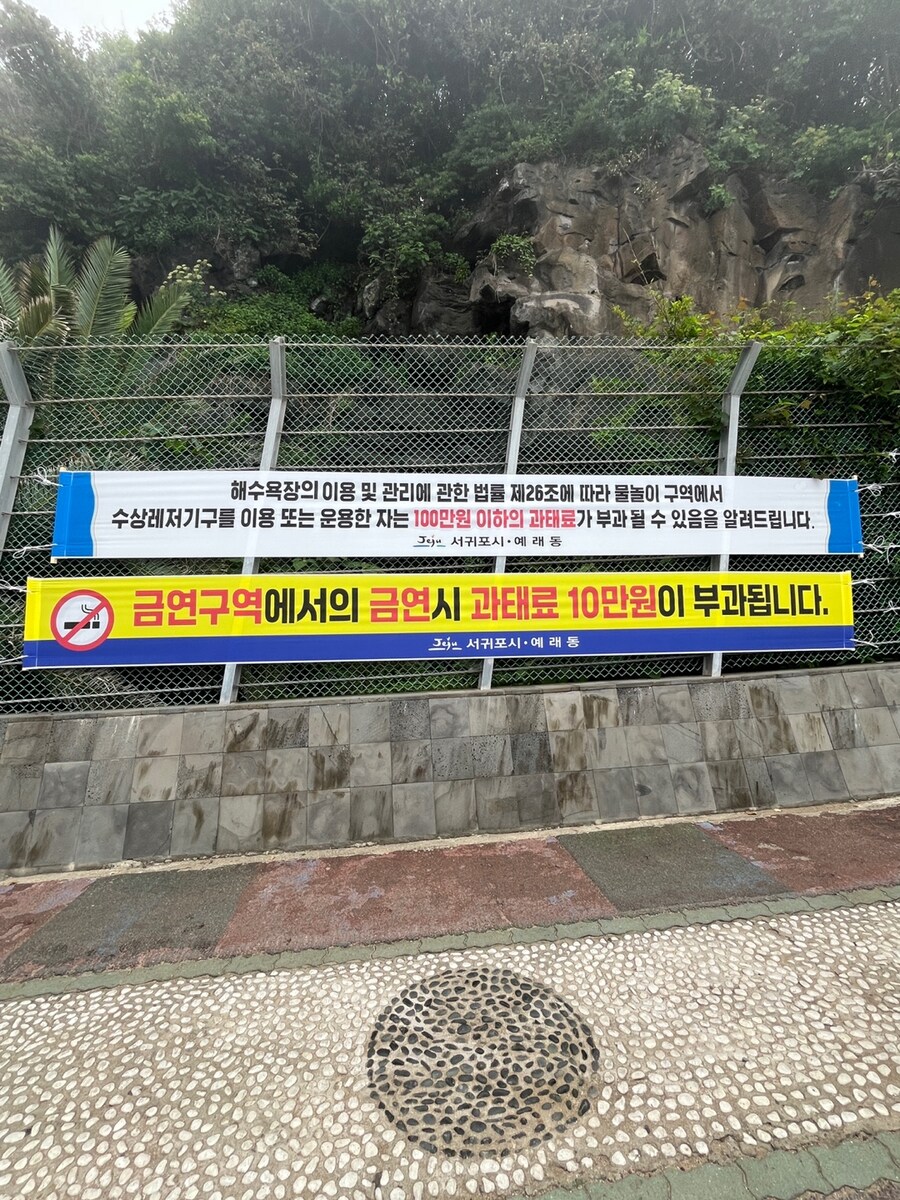 해수욕장의 이용 및 관리에 관한 법률 제26조에 따라 물놀이 구역에서
수상레저기구를 이용 또는 운용한 자는 100만원 이하의 과태료가 부과 될 수 있음을 알려드립니다.
Jeju 서귀포시·예래동
금연구역에서의 금연시 과태료 10만원이 부과됩니다.
Jeju 서귀포시·예래동